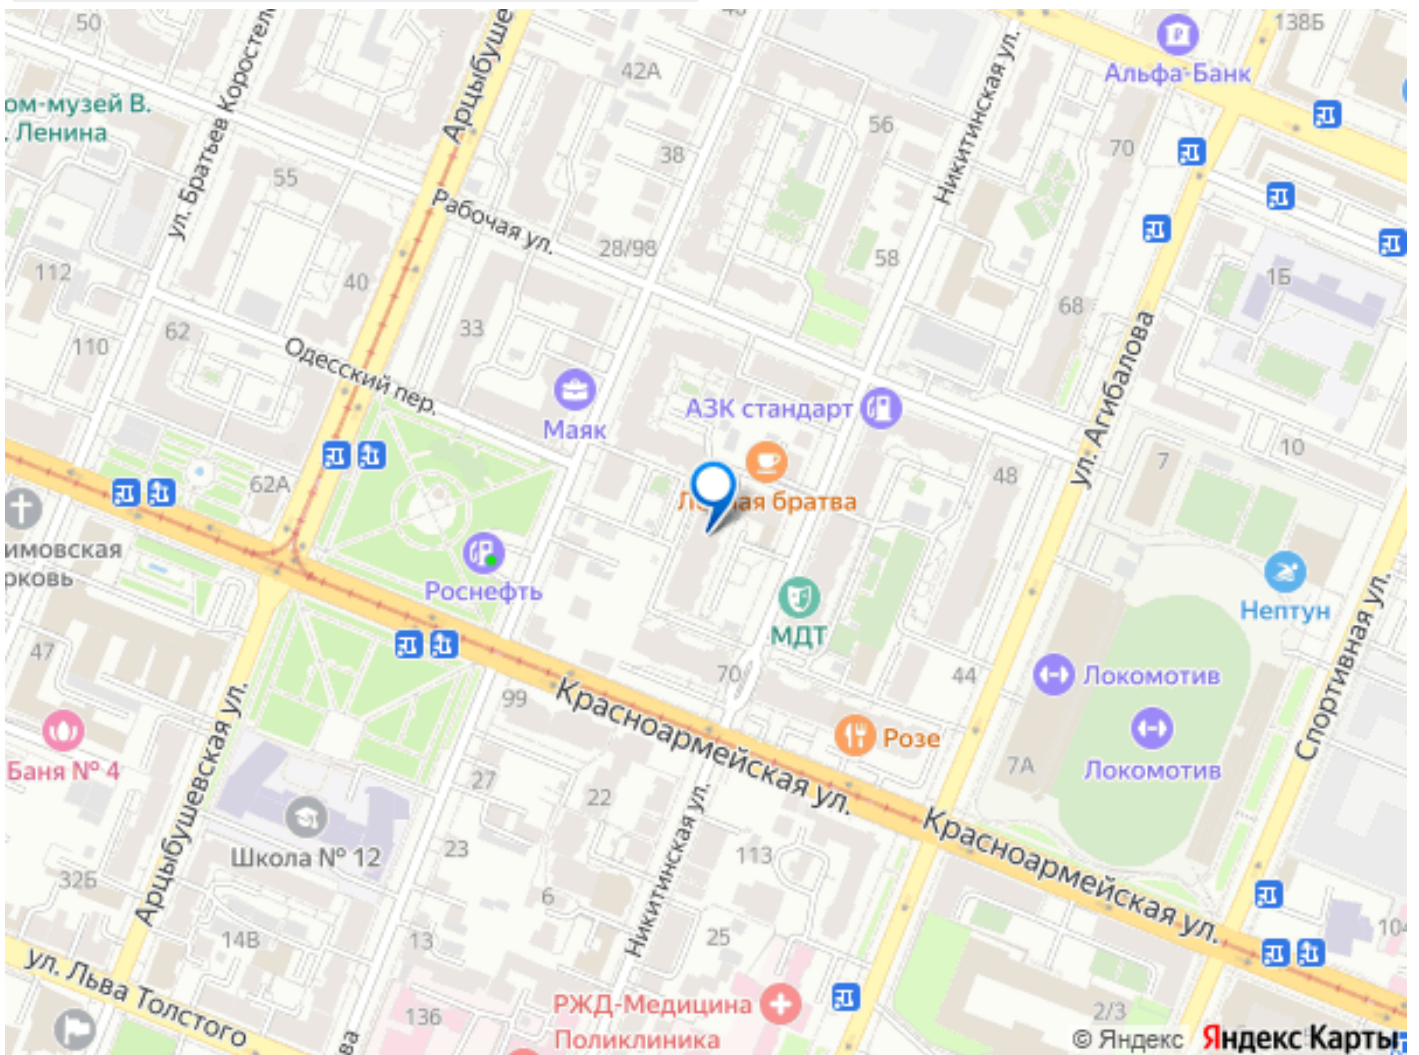 50
138Б
Альфа-Банк
ул. Братьев Коростел
Арцыбуше
42А
ом-музей В.
. Ленина
56
Никитинская ул.
70
38
55
Рабочая ул.
28/98
58
112
40
1Б
68
62
33
110
Одесский пер.
ул. Агибалова
Маяк
АЗК стандарт
10
7
48
62А
имовская
рковь
Роснефть
Нептун
МДТ
Спортивная ул.
47
70
44
Локомотив
99
Красноармейская ул.
Розе
Локомотив
7А
Баня № 4
Арцыбушевская ул.
27
22
Никитинская ул.
Красноармейская ул.
Школа № 12
23
113
32Б
6
14В
13
25
104
ул. Льва Толстого
РЖД-Медицина
Поликлиника
136
ва
2/3
© Яндекс Яндекс Карты